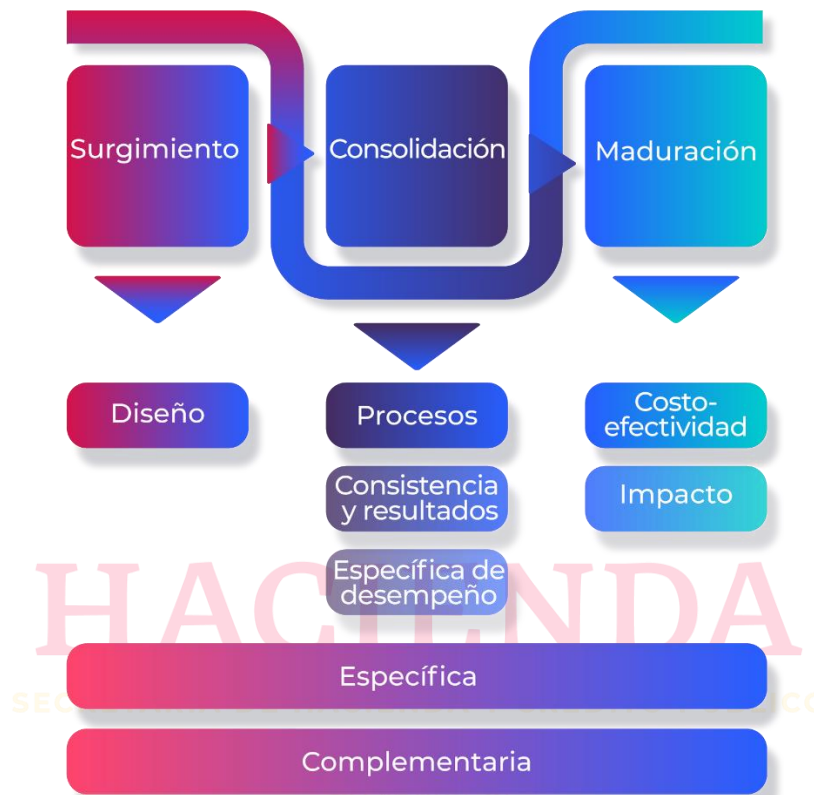 Surgimiento
Consolidación
Maduración
Diseño
Procesos
Costo-
efectividad
Consistencia
y resultados
Impacto
Específica de
desempeño
HACIENDA
Específica
Complementaria